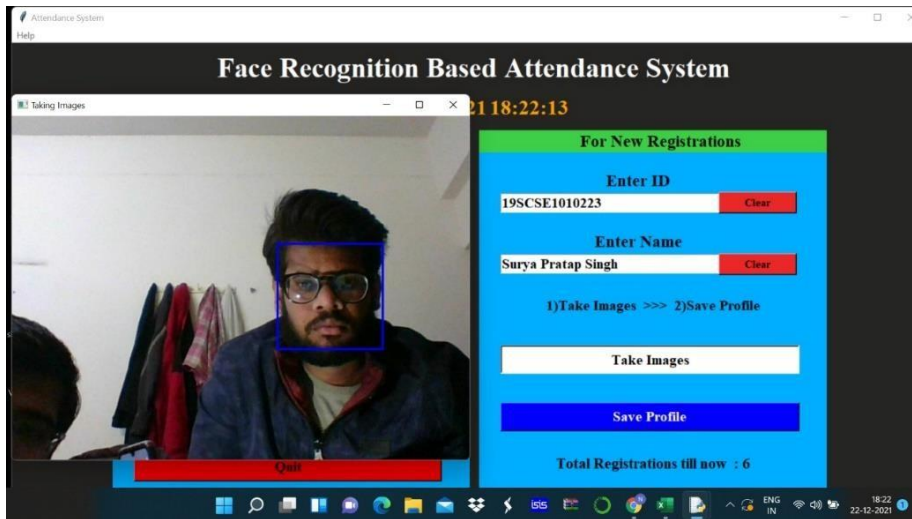 Attendance System
Help
Face Recognition Based Attendance System
Taking Images
21 18:22:13
For New Registrations
Enter ID
19SCSE1010223
Clear
Enter Name
Surya Pratap Singh
Clear
1)Take Images >>> 2)Save Profile
Take Images
Save Profile
Quit
Total Registrations till now : 6
ENG
IN
18:22
22-12-2021